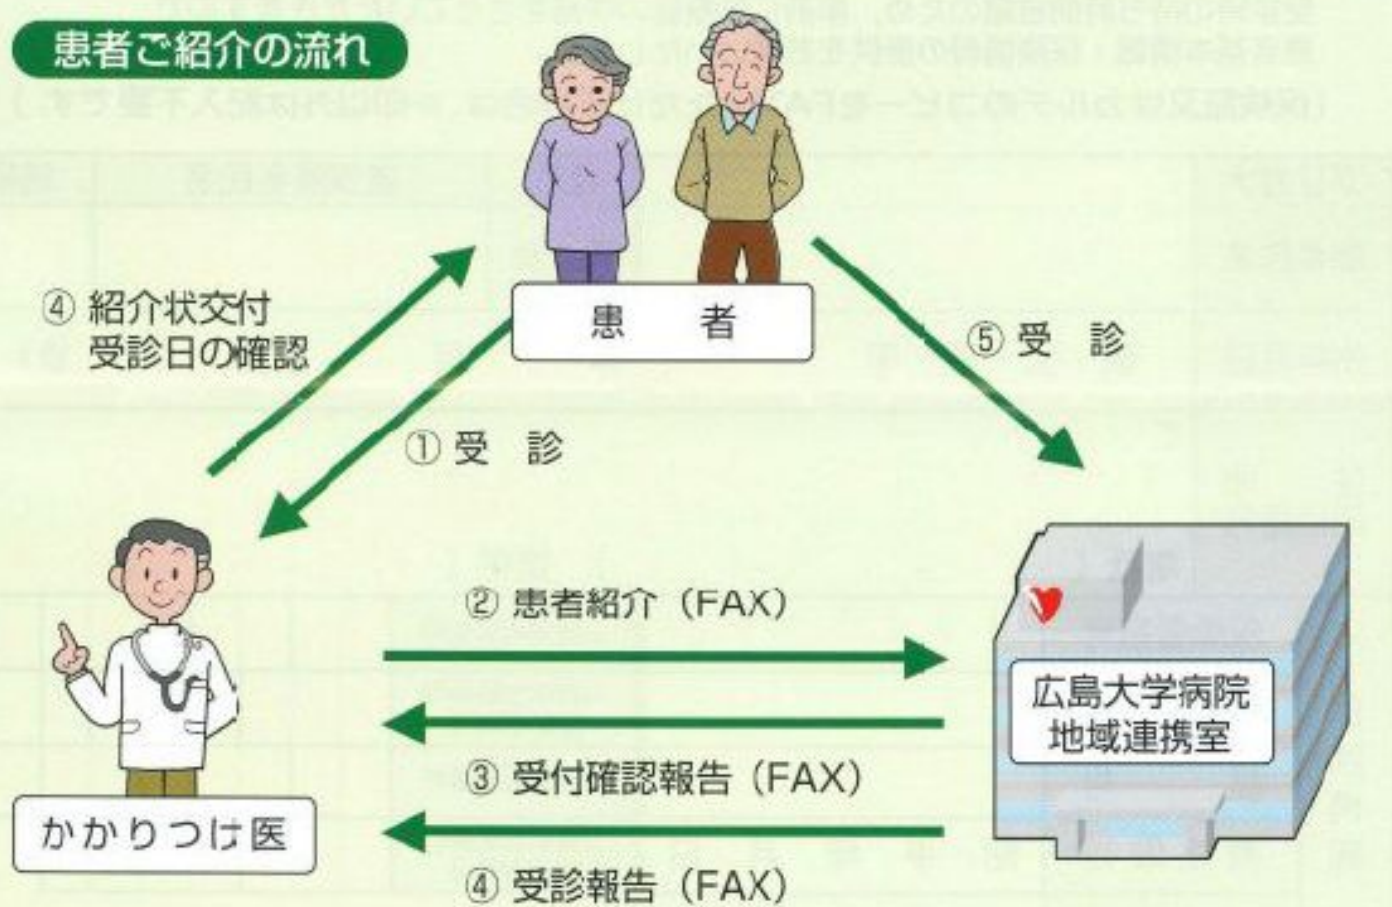 患者ご紹介の流れ
患 者
④ 紹介状交付
受診日の確認
① 受 診
⑤ 受 診
② 患者紹介（FAX）
③ 受付確認報告（FAX）
④ 受診報告（FAX）
かかりつけ医
広島大学病院
地域連携室